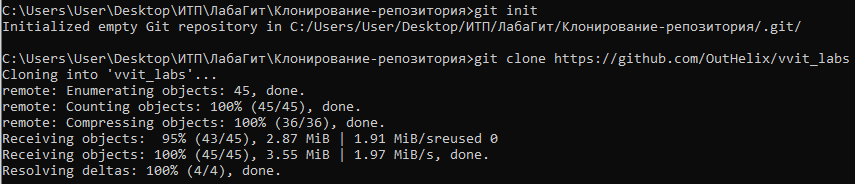 C:\Users\User\Desktop\ИТП\ЛабаГит\Клонирование-репозитория>git init
Initialized empty Git repository in C:/Users/User/Desktop/ИТП/ЛабаГит/Клонирование-репозитория/.git/
C:\Users\User\Desktop\ИТП\ЛабаГит\Клонирование-репозитория>git clone https://github.com/OutHelix/vvit_labs
Cloning into 'vvit_labs'...
remote: Enumerating objects: 45, done.
remote: Counting objects: 100% (45/45), done.
remote: Compressing objects: 100% (36/36), done.
Receiving objects:  95% (43/45), 2.87 MiB | 1.91 MiB/sreused 0
Receiving objects: 100% (45/45), 3.55 MiB | 1.97 MiB/s, done.
Resolving deltas: 100% (4/4), done.